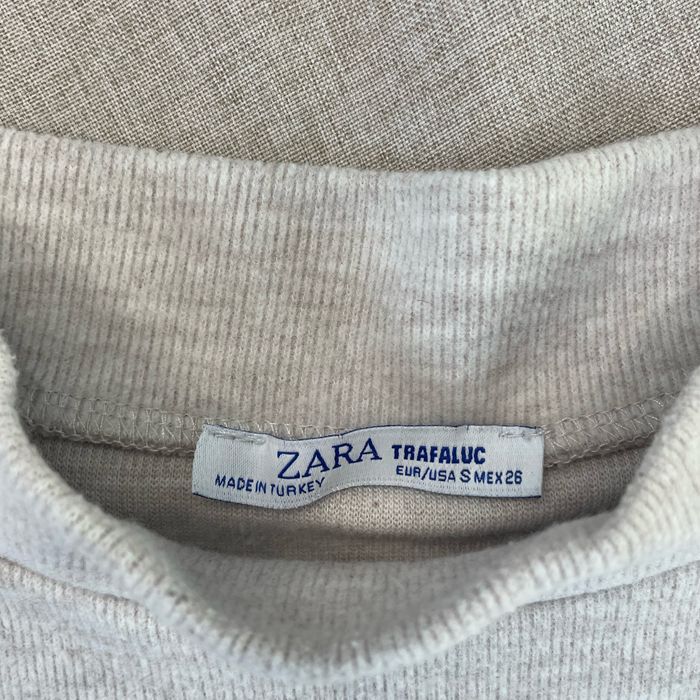 ZARA TRAFALUC
MADE IN TURKEY EUR/USA S MEX 26